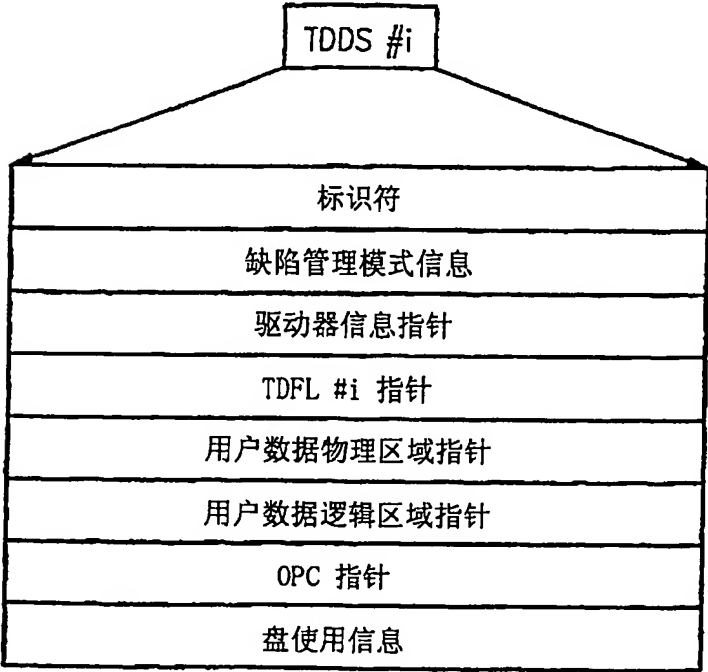 TDDS #i
标识符
缺陷管理模式信息
驱动器信息指针
TDFL #i 指针
用户数据物理区域指针
用户数据逻辑区域指针
OPC 指针
盘使用信息